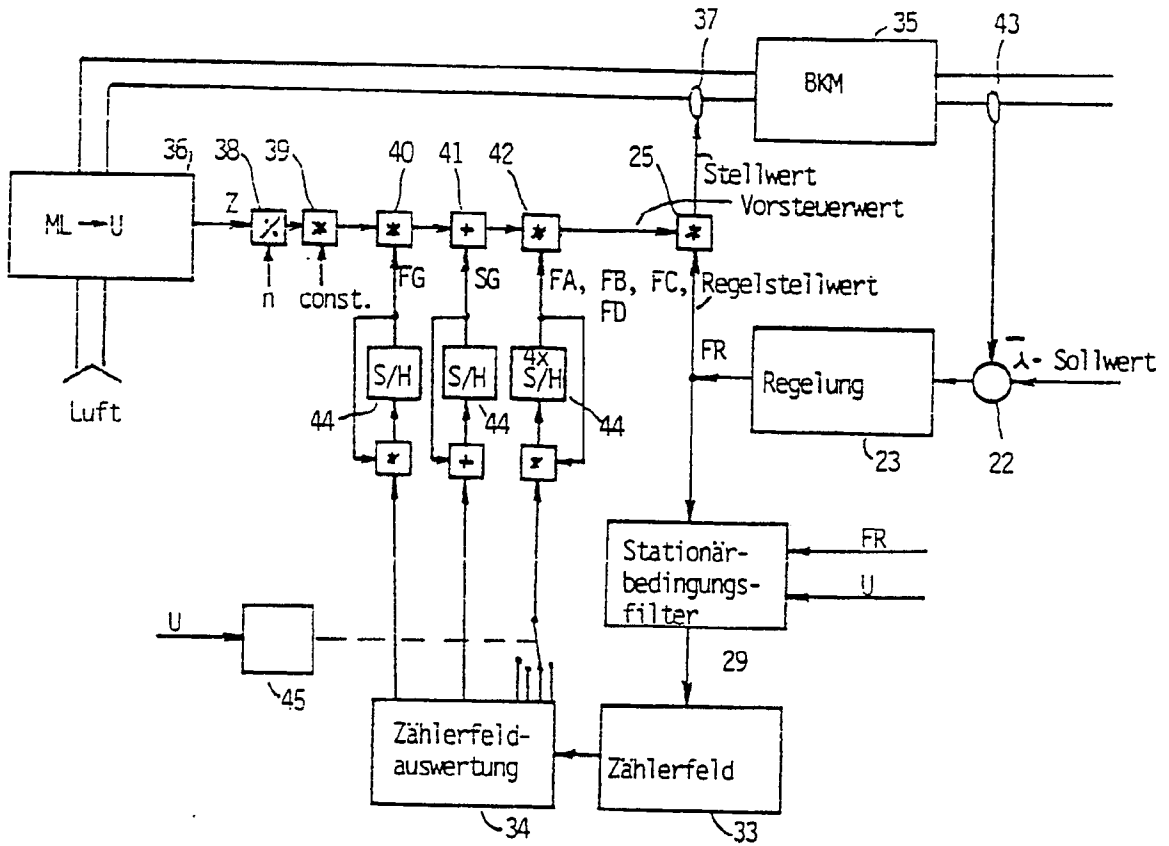 37
35
43
BKM
36
38
39
40
41
42
25
Stellwert
Vorsteuerwert
ML → U
Z
⁒
*
*
+
*
*
n
const.
FG
SG
FA, FB, FC,
FD
Regelstellwert
S/H
S/H
4x
S/H
FR
Regelung
λ̄- Sollwert
Luft
44
44
44
*
+
*
23
22
Stationär-
bedingungs-
filter
FR
U
U
29
45
Zählerfeld-
auswertung
Zählerfeld
34
33